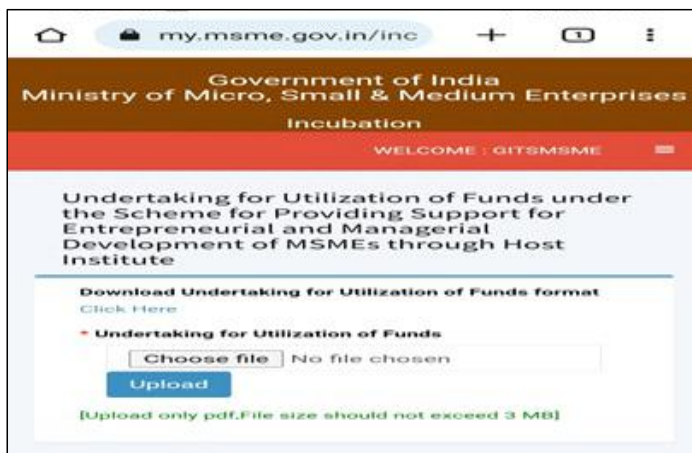 my.msme.gov.in/inc
1
Government of India
Ministry of Micro, Small & Medium Enterprises
Incubation
WELCOME : GITSMSME
Undertaking for Utilization of Funds under
the Scheme for Providing Support for
Entrepreneurial and Managerial
Development of MSMEs through Host
Institute
Download Undertaking for Utilization of Funds format
Click Here
* Undertaking for Utilization of Funds
Choose file No file chosen
Upload
[Upload only pdf.File size should not exceed 3 MB]